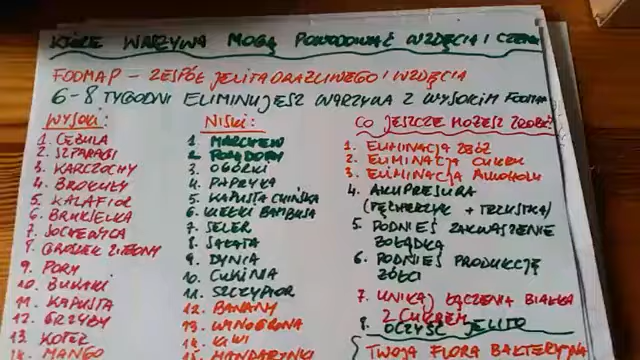 KTÓRE WARZYWA MOGĄ POWODOWAĆ WZDĘCIA I
FODMAP - ZESPÓŁ JELITA DRAŻLIWEGO I WZDĘCIA
6-8 TYGODNI ELIMINUJESZ WARZYWA Z WYSOKIM FODMAP
WYSOKI:
1. CEBULA
2. SZPARAGI
3. KARCZOCHY
4. BROKUŁY
5. KALAFIOR
6. BRUKSELKA
7. SOCZEWICA
8. GROSZEK ZIELONY
9. PORY
10. BURAKI
11. KAPUSTA
12. GRZYBY
13. KOPER
14. MANGO
NISKI:
1. MARCHEW
2. POMIDORY
3. OGÓRKI
4. PAPRYKA
5. KAPUSTA CHIŃSKA
6. KIEŁKI BAMBUSA
7. SELER
8. SAŁATA
9. DYNIA
10. CUKINIA
11. SZCZYPIOR
12. BANANY
13. WINOGRONA
14. KIWI
15. MANDARYNKI
CO JESZCZE MOŻESZ ZROBIĆ:
1. ELIMINACJA ZBÓŻ
2. ELIMINACJA CUKRU
3. ELIMINACJA ALKOHOLU
4. AKUPRESURA
(PĘCHERZYK + TRZUSTKA)
5. PODNIEŚ ZAKWASZENIE
ŻOŁĄDKA
6. PODNIEŚ PRODUKCJĘ
ŻÓŁCI
7. UNIKAJ ŁĄCZENIA BIAŁKA
Z CUKREM
8. OCZYŚĆ JELITO
TWOJA FLORA BAKTERYJNA